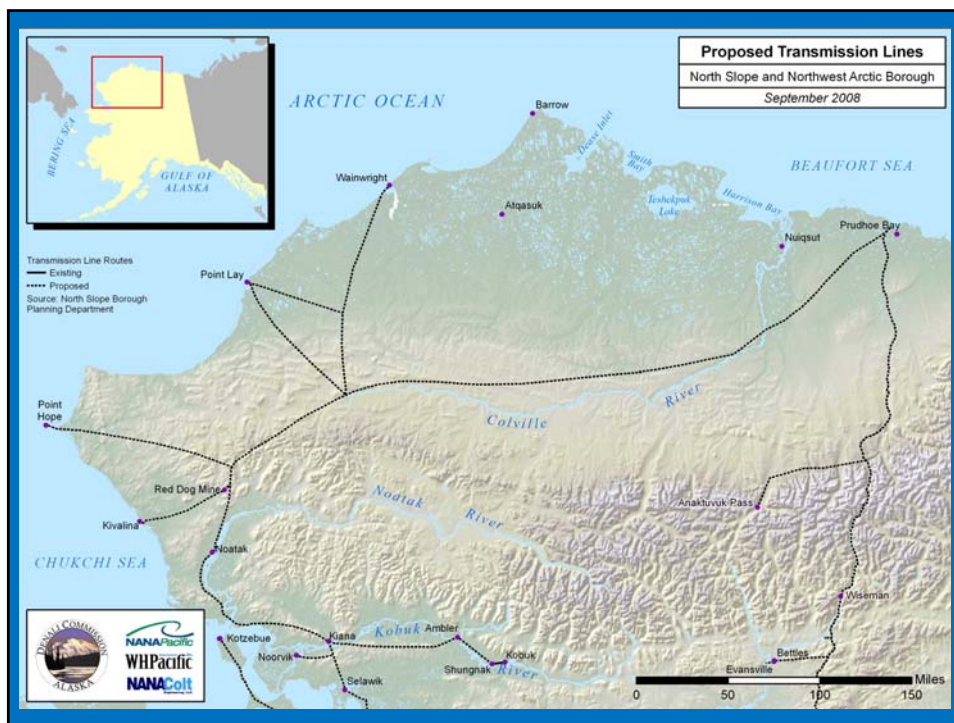 Proposed Transmission Lines
North Slope and Northwest Arctic Borough
September 2008
BERING SEA
GULF OF
ALASKA
ARCTIC OCEAN
BEAUFORT SEA
CHUKCHI SEA
Barrow
Dease Inlet
Smith
Bay
Wainwright
Teshekpuk
Lake
Harrison Bay
Atqasuk
Prudhoe Bay
Nuiqsut
Transmission Line Routes
Existing
Proposed
Source: North Slope Borough
Planning Department
Point Lay
Point
Hope
Colville
River
Red Dog Mine
Noatak
River
Anaktuvuk Pass
Kivalina
Noatak
Wiseman
Kotzebue
Kiana
Kobuk
River
Ambler
Noorvik
Shungnak
Kobuk
Bettles
Evansville
Selawik
0 50 100 150
Miles
DENALI COMMISSION
ALASKA
NANAPacific
WHPacific
NANAColt